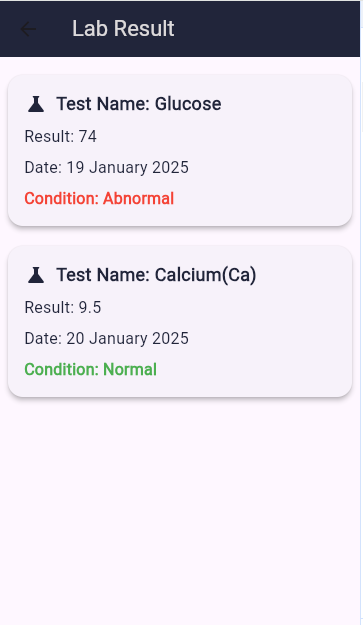 Lab Result
Test Name: Glucose
Result: 74
Date: 19 January 2025
Condition: Abnormal
Test Name: Calcium(Ca)
Result: 9.5
Date: 20 January 2025
Condition: Normal